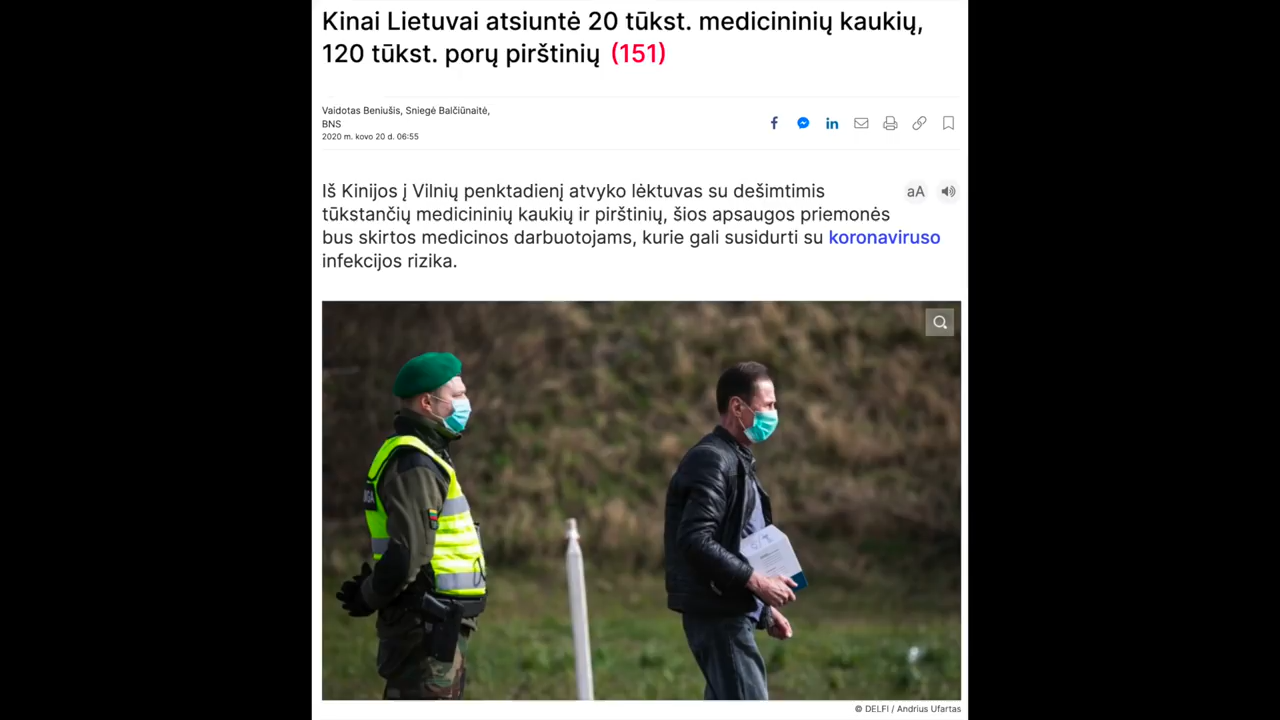 Kinai Lietuvai atsiuntė 20 tūkst. medicininių kaukių,
120 tūkst. porų pirštinių (151)
Vaidotas Beniušis, Sniegė Balčiūnaitė,
BNS
2020 m. kovo 20 d. 06:55
Iš Kinijos į Vilnių penktadienį atvyko lėktuvas su dešimtimis
aA
tūkstančių medicininių kaukių ir pirštinių, šios apsaugos priemonės
bus skirtos medicinos darbuotojams, kurie gali susidurti su koronaviruso
infekcijos rizika.
© DELFI / Andrius Ufartas